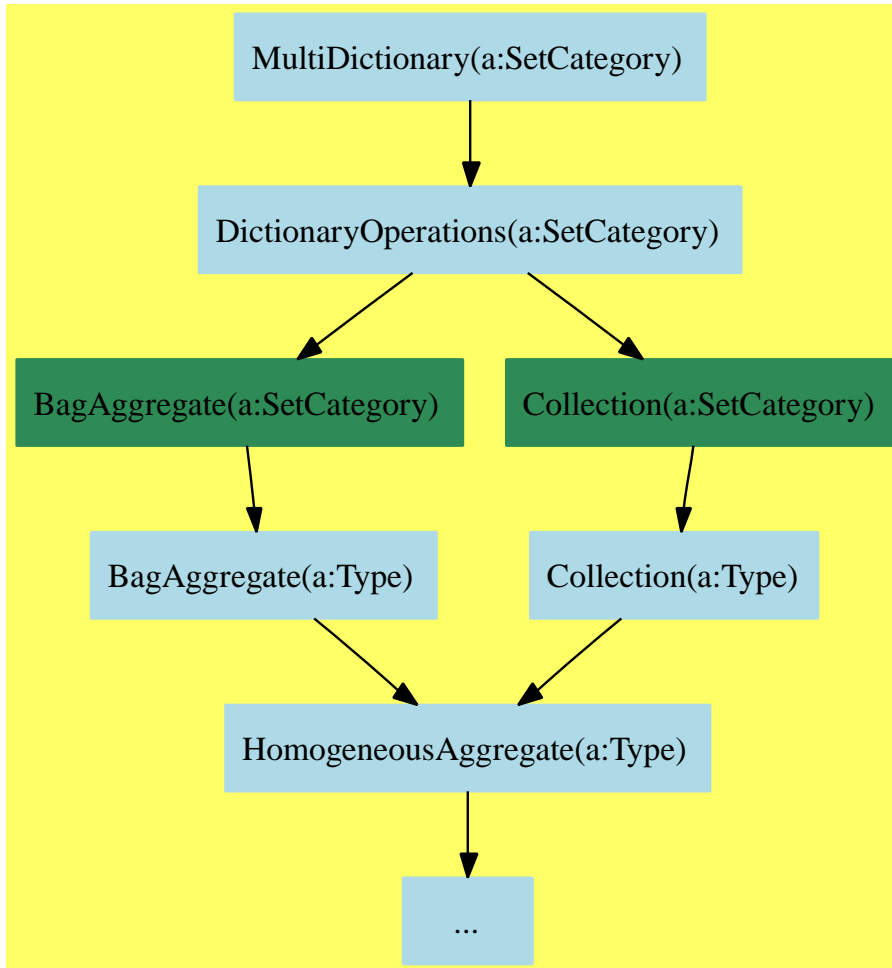 MultiDictionary(a:SetCategory)
DictionaryOperations(a:SetCategory)
BagAggregate(a:SetCategory)
Collection(a:SetCategory)
BagAggregate(a:Type)
Collection(a:Type)
HomogeneousAggregate(a:Type)
...